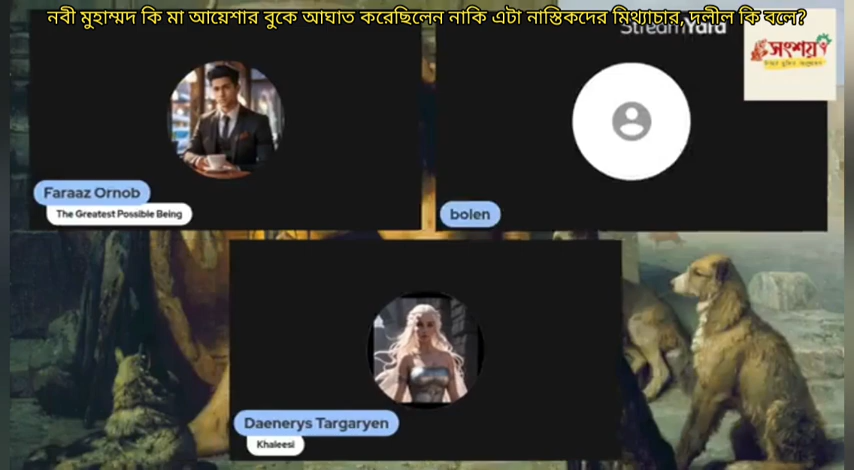 নবী মুহাম্মদ কি মা আয়েশার বুকে আঘাত করেছিলেন নাকি এটা নাস্তিকদের মিথ্যাচার, দলীল কি বলে?
StreamYard
সংশয়
Faraaz Ornob
The Greatest Possible Being
bolen
Daenerys Targaryen
Khaleesi